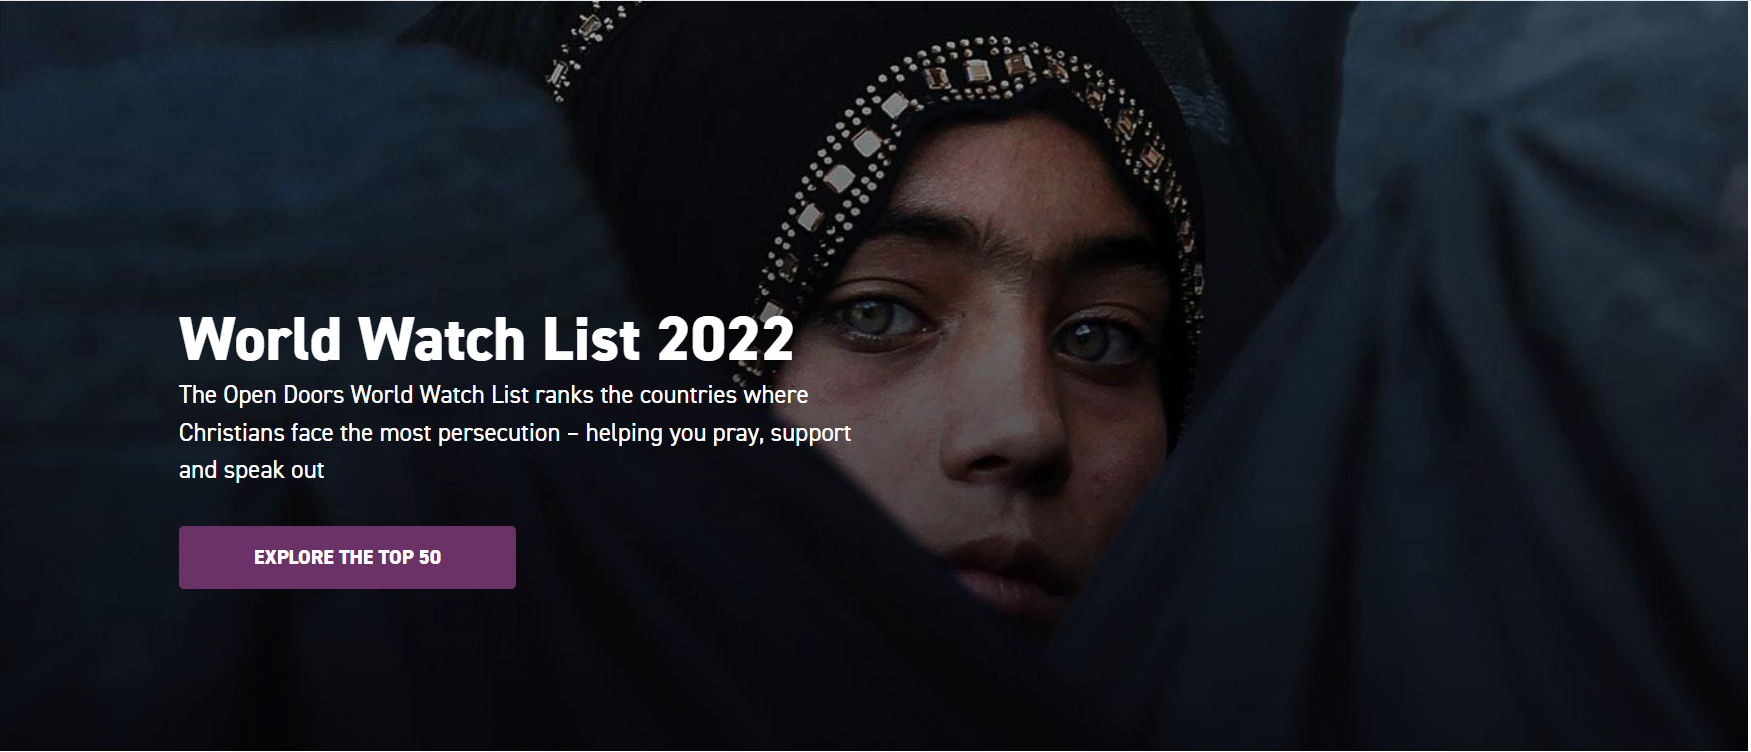 World Watch List 2022
The Open Doors World Watch List ranks the countries where
Christians face the most persecution – helping you pray, support
and speak out
EXPLORE THE TOP 50